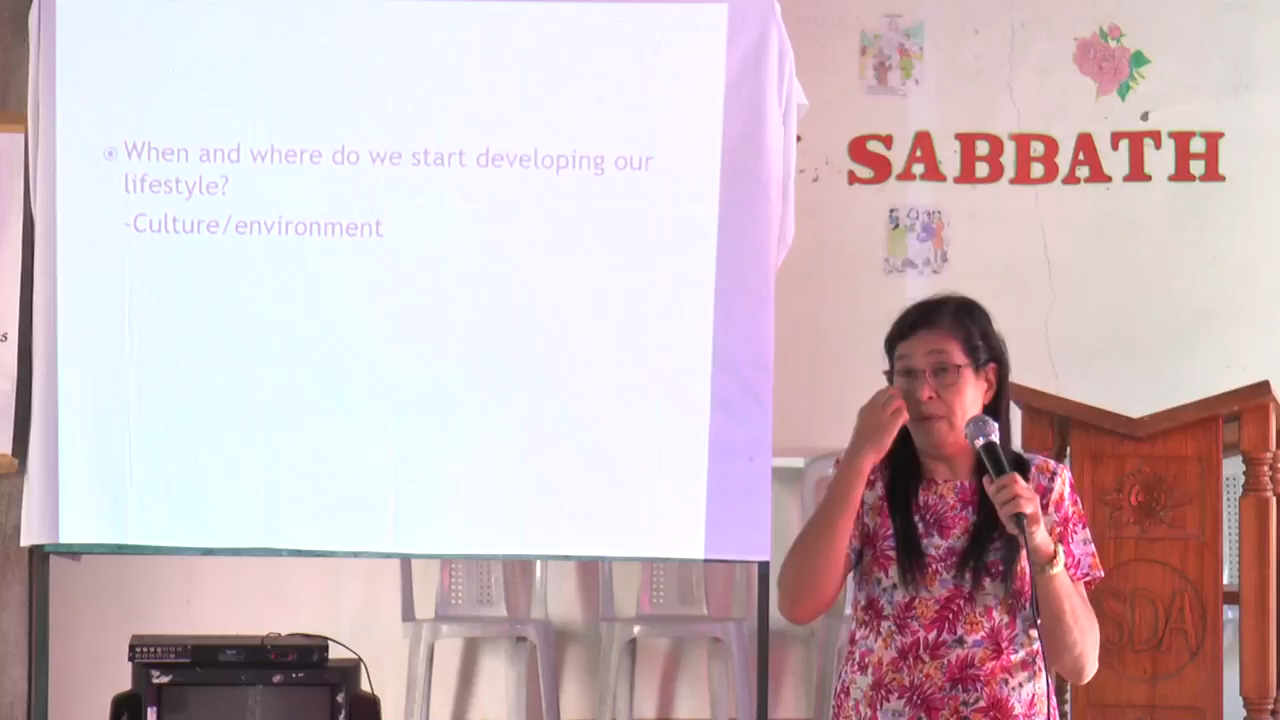 When and where do we start developing our
lifestyle?
-Culture/environment
SABBATH
SDA